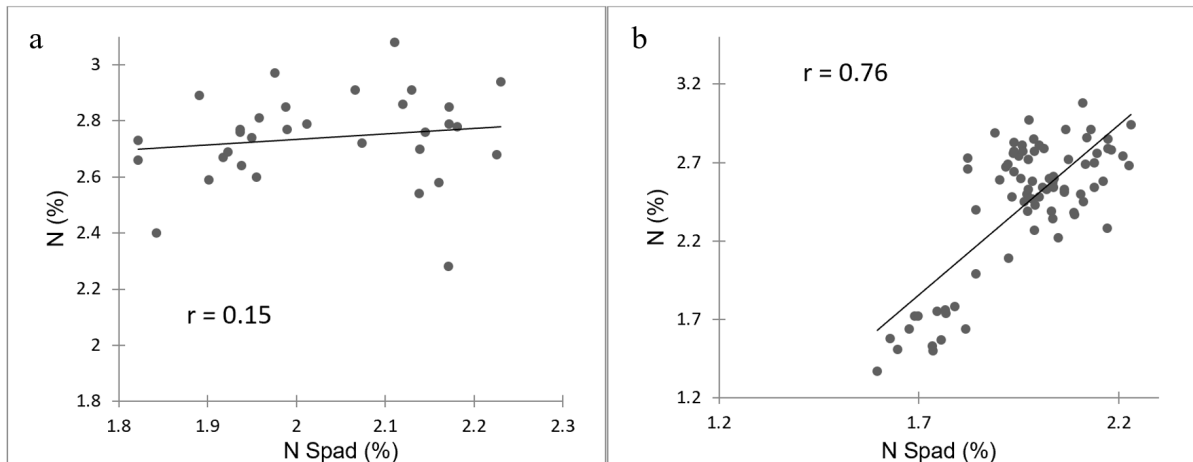 a
3
2.8
2.6
2.4
2.2
2
1.8
N (%)
r = 0.15
1.8 1.9 2 2.1 2.2 2.3
N Spad (%)
b
3.2
2.7
2.2
1.7
1.2
N (%)
r = 0.76
1.2 1.7 2.2
N Spad (%)